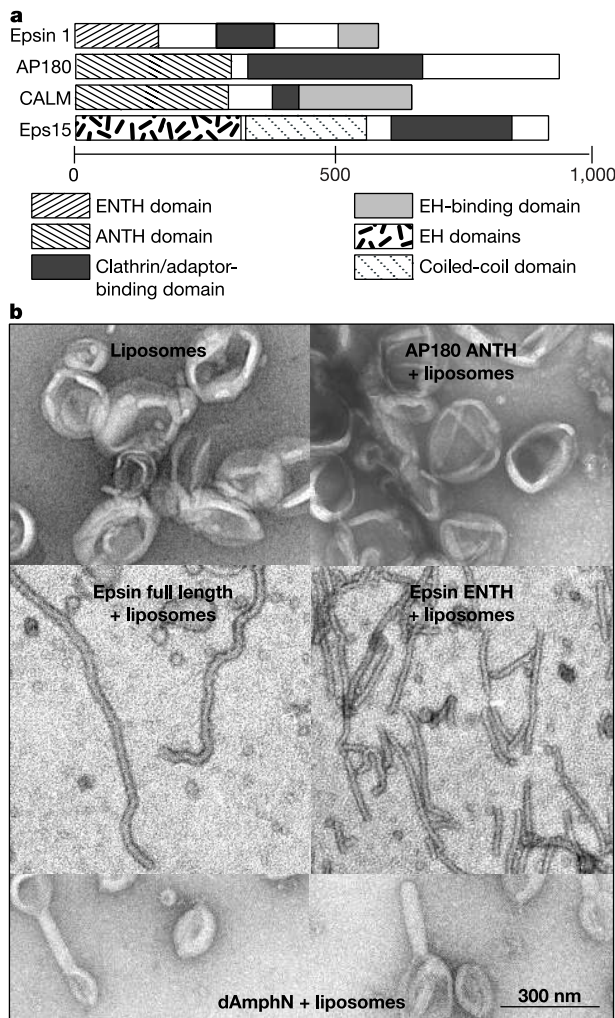 a
Epsin 1
AP180
CALM
Eps15
0
500
1,000
ENTH domain
ANTH domain
Clathrin/adaptor-
binding domain
EH-binding domain
EH domains
Coiled-coil domain
b
Liposomes
AP180 ANTH
+ liposomes
Epsin full length
+ liposomes
Epsin ENTH
+ liposomes
dAmphN + liposomes
300 nm